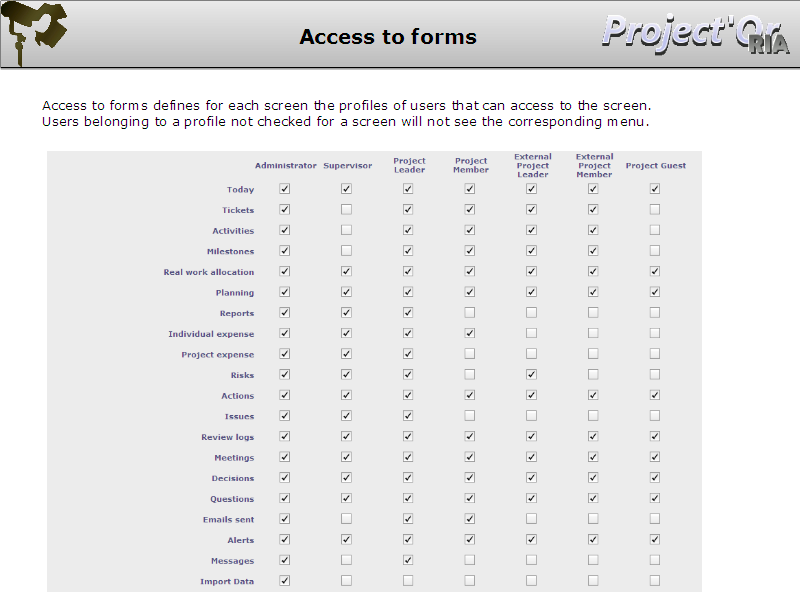 Access to forms
Project'Or
RIA
Access to forms defines for each screen the profiles of users that can access to the screen.
Users belonging to a profile not checked for a screen will not see the corresponding menu.
Administrator Supervisor Project Leader Project Member External Project Leader External Project Member Project Guest
Today
Tickets
Activities
Milestones
Real work allocation
Planning
Reports
Individual expense
Project expense
Risks
Actions
Issues
Review logs
Meetings
Decisions
Questions
Emails sent
Alerts
Messages
Import Data